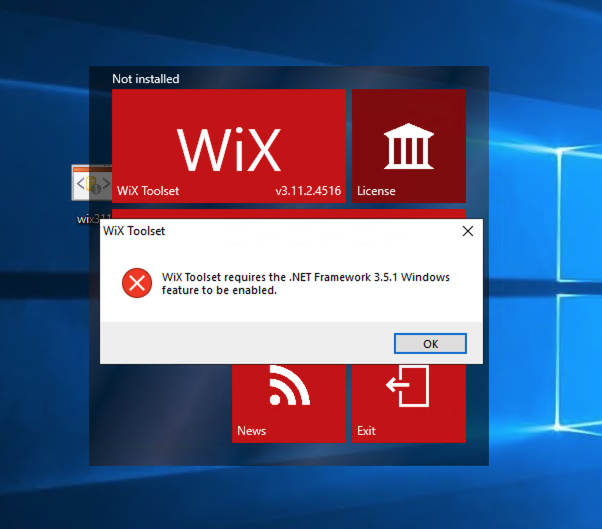 Not installed
WiX
WiX Toolset
v3.11.2.4516
License
wix311
WiX Toolset
WiX Toolset requires the .NET Framework 3.5.1 Windows
feature to be enabled.
OK
News
Exit